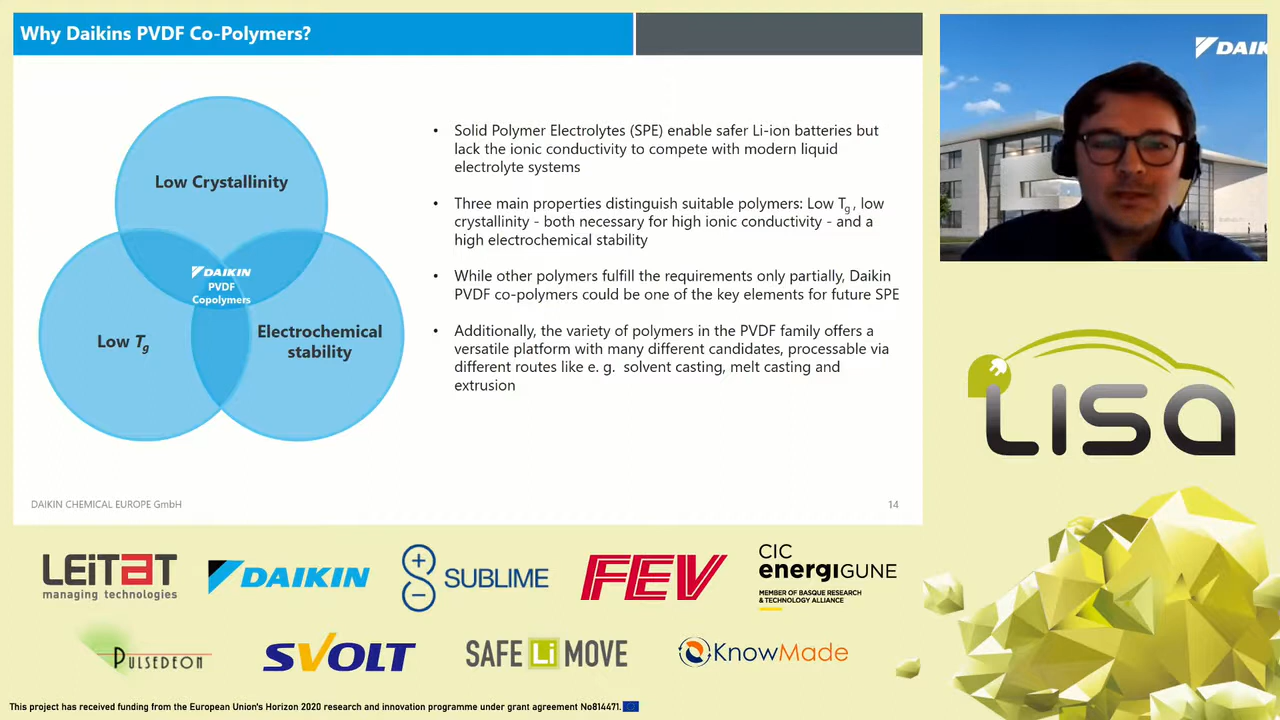 Why Daikins PVDF Co-Polymers?
Low Crystallinity
DAIKIN
PVDF
Copolymers
Low Tg
Electrochemical
stability
• Solid Polymer Electrolytes (SPE) enable safer Li-ion batteries but
lack the ionic conductivity to compete with modern liquid
electrolyte systems
• Three main properties distinguish suitable polymers: Low Tg , low
crystallinity - both necessary for high ionic conductivity - and a
high electrochemical stability
• While other polymers fulfill the requirements only partially, Daikin
PVDF co-polymers could be one of the key elements for future SPE
• Additionally, the variety of polymers in the PVDF family offers a
versatile platform with many different candidates, processable via
different routes like e. g. solvent casting, melt casting and
extrusion
DAIKIN CHEMICAL EUROPE GmbH
14
DAIK
LISa
LEITAT
managing technologies
DAIKIN
SUBLIME
FEV
CIC
energiGUNE
MEMBER OF BASQUE RESEARCH
& TECHNOLOGY ALLIANCE
PULSEDEON
SVOLT
SAFE Li MOVE
KnowMade
This project has received funding from the European Union's Horizon 2020 research and innovation programme under grant agreement No814471.